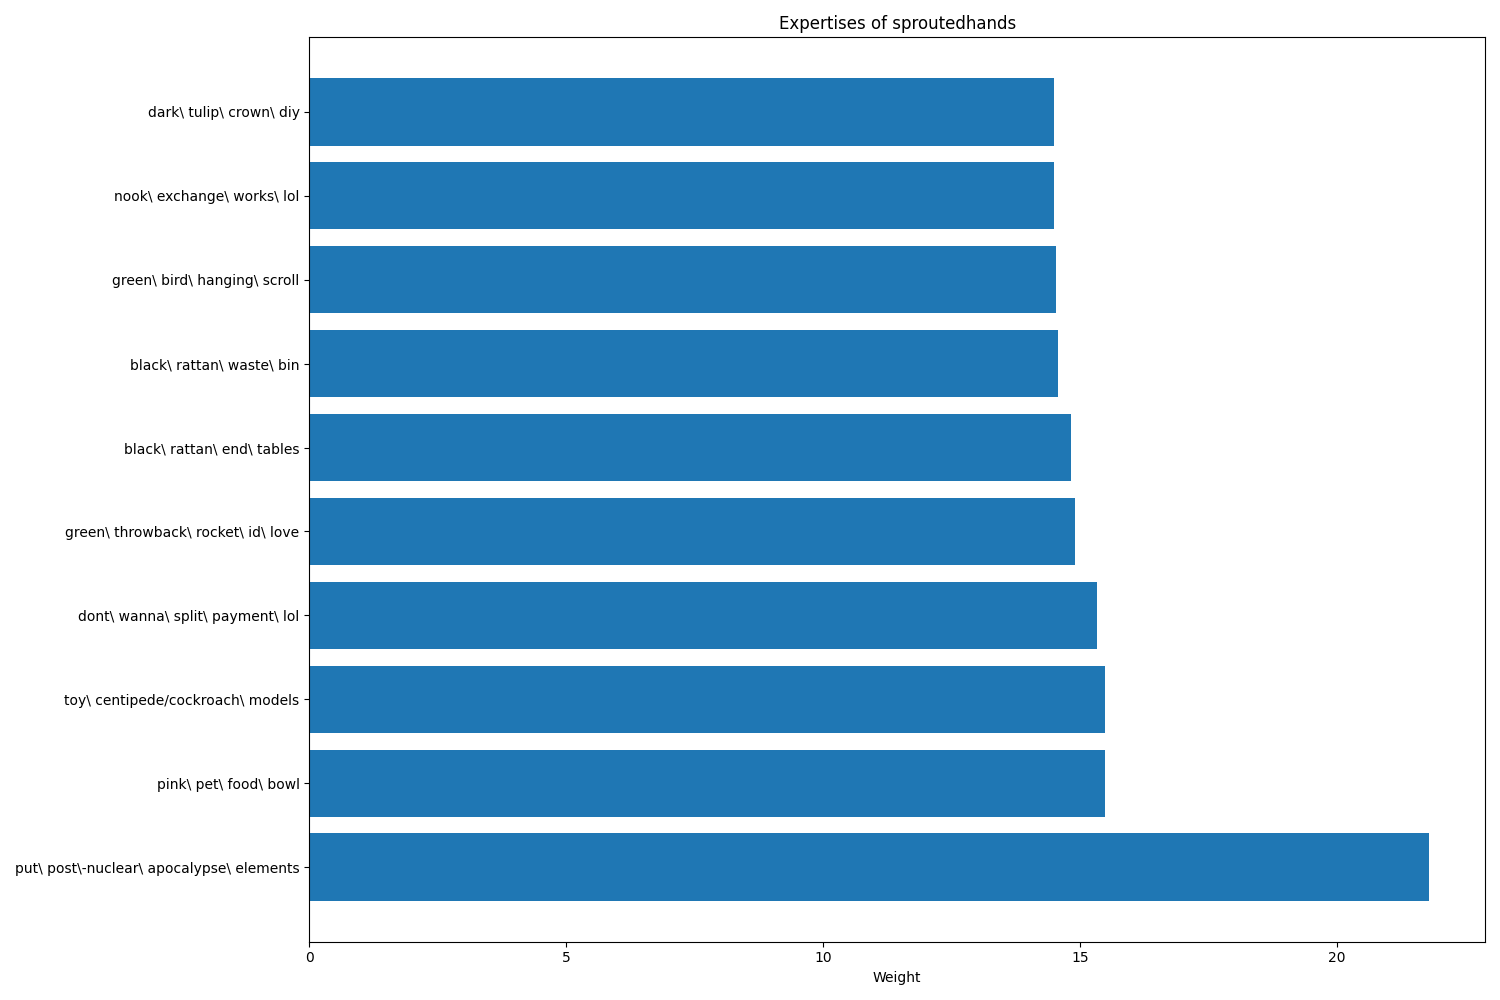 Expertises of sproutedhands
dark\ tulip\ crown\ diy
nook\ exchange\ works\ lol
green\ bird\ hanging\ scroll
black\ rattan\ waste\ bin
black\ rattan\ end\ tables
green\ throwback\ rocket\ id\ love
dont\ wanna\ split\ payment\ lol
toy\ centipede/cockroach\ models
pink\ pet\ food\ bowl
put\ post\-nuclear\ apocalypse\ elements
0 5 10 15 20
Weight